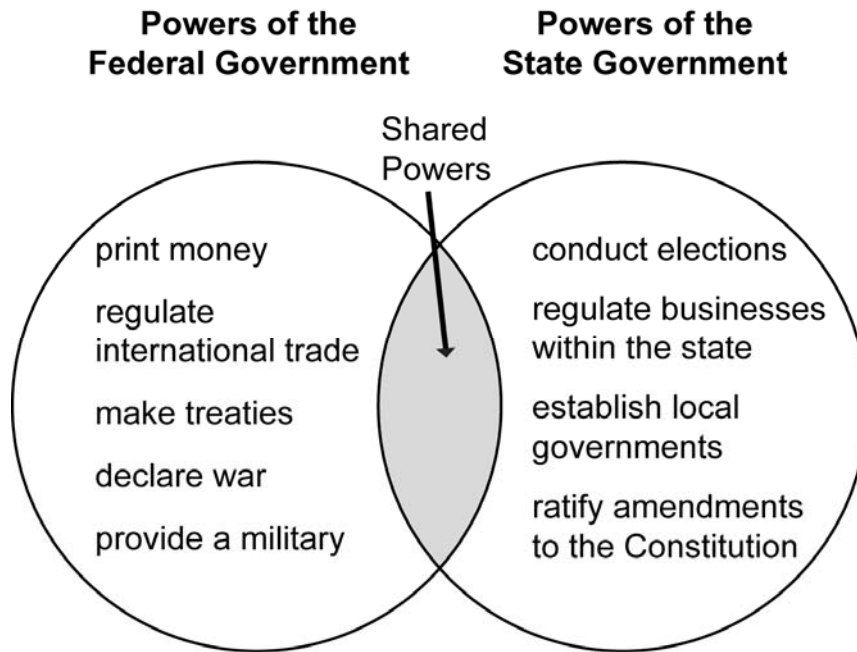 Powers of the
Federal Government
Powers of the
State Government
Shared
Powers
print money
regulate
international trade
make treaties
declare war
provide a military
conduct elections
regulate businesses
within the state
establish local
governments
ratify amendments
to the Constitution